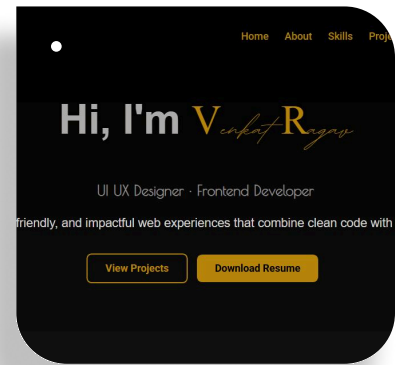 Home About Skills
Hi, I'm Venkat Ragav
UI UX Designer · Frontend Developer
friendly, and impactful web experiences that combine clean code with
View Projects Download Resume